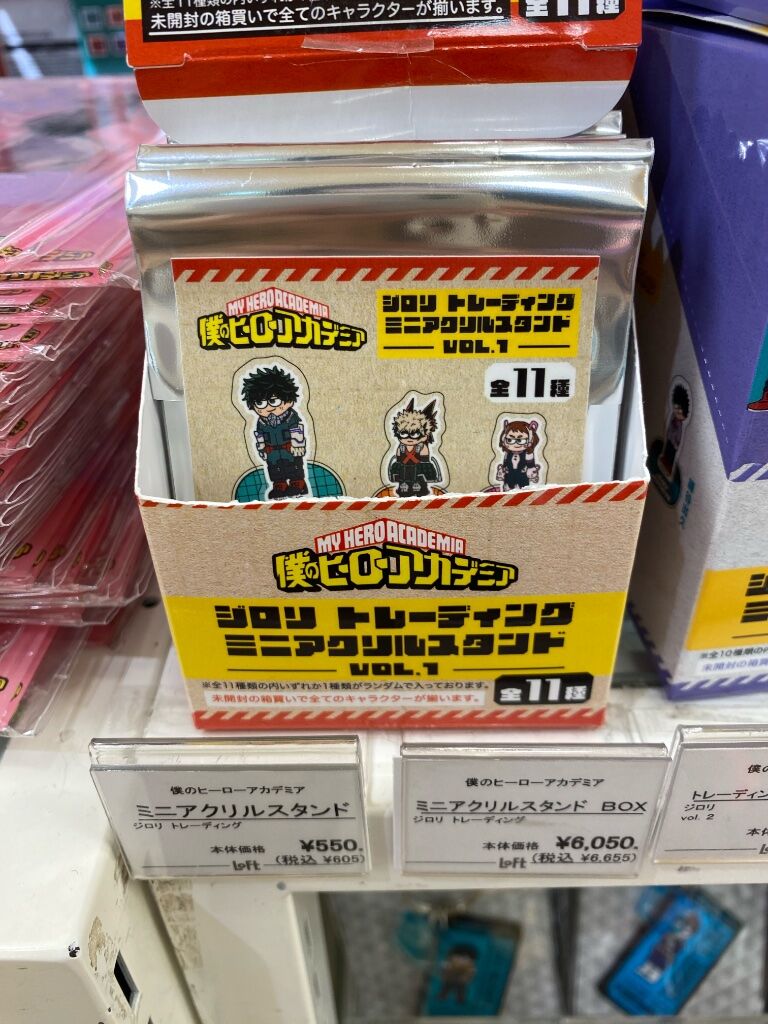 ※全11種類の内いずれか1種類がランダムで入っております。
未開封の箱買いで全てのキャラクターが揃います。
全11種
MY HERO ACADEMIA
僕のヒーローアカデミア
ジロリ トレーディング
ミニアクリルスタンド
VOL.1
全11種
MY HERO ACADEMIA
僕のヒーローアカデミア
ジロリ トレーディング
ミニアクリルスタンド
VOL.1
※全11種類の内いずれか1種類がランダムで入っております。
未開封の箱買いで全てのキャラクターが揃います。
全11種
※全10種類の内
未開封の箱買
僕のヒーローアカデミア
ミニアクリルスタンド
ジロリ トレーディング
本体価格 ¥550.
LOFT (税込 ¥605)
僕のヒーローアカデミア
ミニアクリルスタンド BOX
ジロリ トレーディング
本体価格 ¥6,050.
LOFT (税込 ¥6,655)
僕の
トレーディン
ジロリ
vol. 2
本体